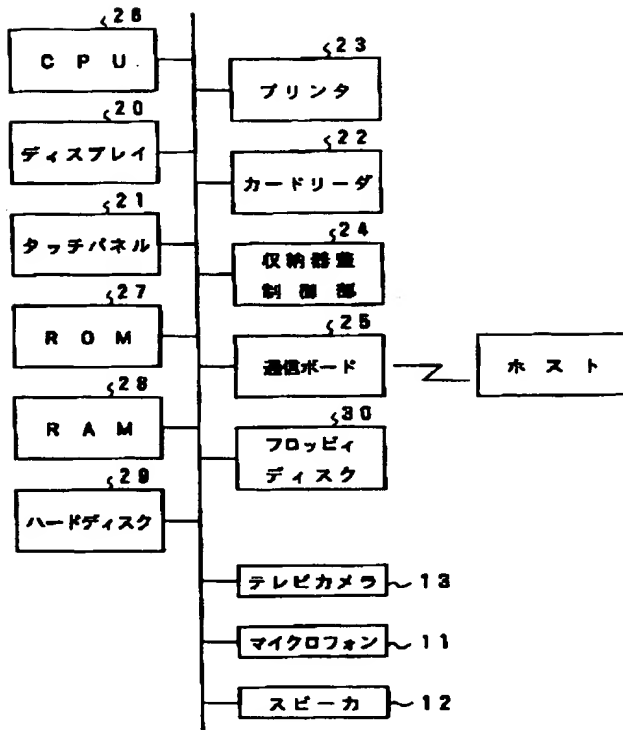 26
CPU
20
ディスプレイ
21
タッチパネル
27
ROM
28
RAM
29
ハードディスク
23
プリンタ
22
カードリーダ
24
収納器蓋
制御部
25
通信ボード
ホスト
30
フロッピィ
ディスク
テレビカメラ 13
マイクロフォン 11
スピーカ 12